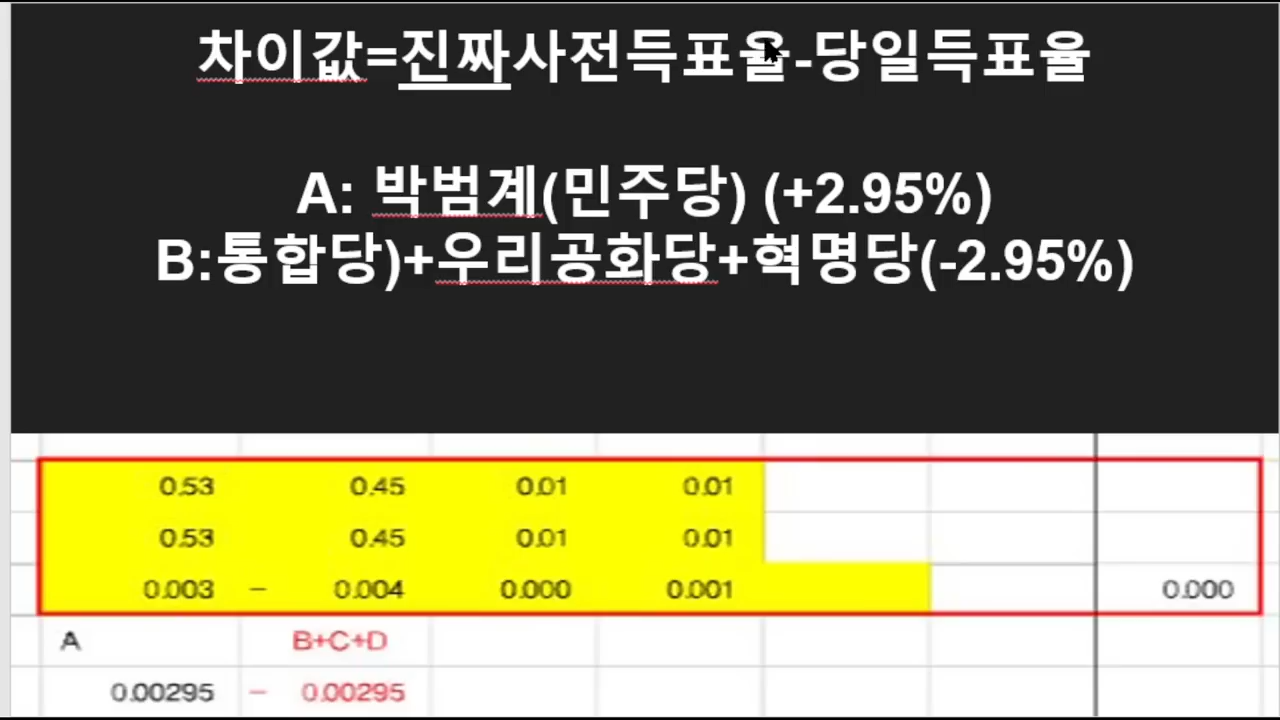 차이값=진짜사전득표율-당일득표율
A: 박범계(민주당) (+2.95%)
B:통합당)+우리공화당+혁명당(-2.95%)
0.53 0.45 0.01 0.01
0.53 0.45 0.01 0.01
0.003 - 0.004 0.000 0.001 0.000
A B+C+D
0.00295 - 0.00295